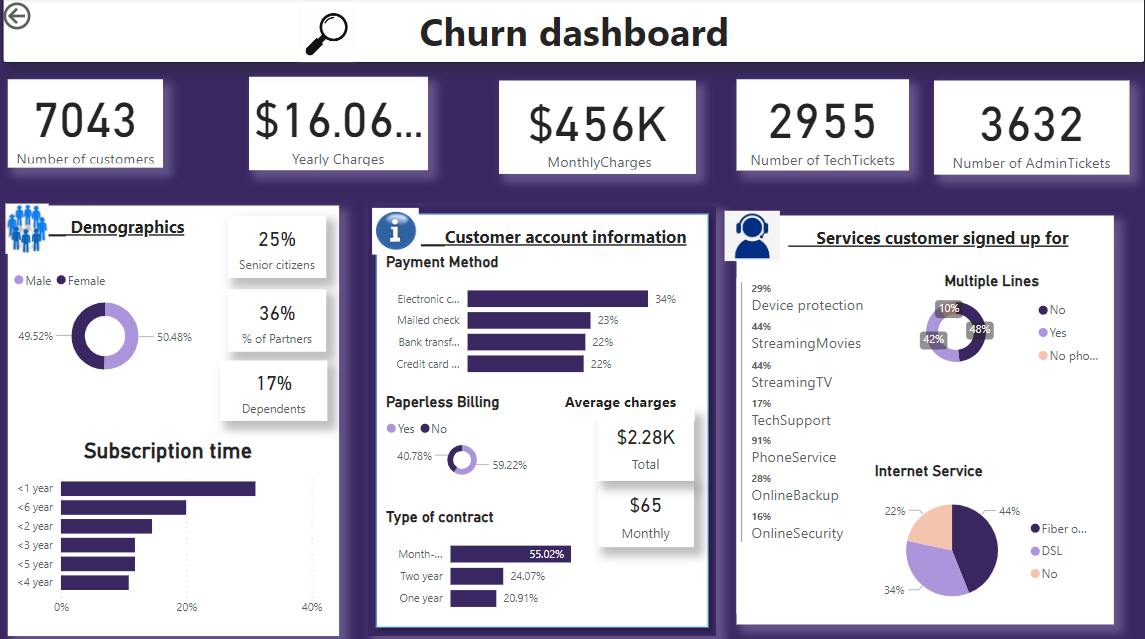 Churn dashboard
7043
Number of customers
$16.06...
Yearly Charges
$456K
MonthlyCharges
2955
Number of TechTickets
3632
Number of AdminTickets
Demographics
25%
Senior citizens
Male Female
49.52%
50.48%
36%
% of Partners
17%
Dependents
Subscription time
<1 year
<6 year
<2 year
<3 year
<5 year
<4 year
0% 20% 40%
Customer account information
Payment Method
Electronic c... 34%
Mailed check 23%
Bank transf... 22%
Credit card ... 22%
Paperless Billing
Yes No
40.78%
59.22%
Average charges
$2.28K
Total
$65
Monthly
Type of contract
Month-... 55.02%
Two year 24.07%
One year 20.91%
Services customer signed up for
29%
Device protection
44%
StreamingMovies
44%
StreamingTV
17%
TechSupport
91%
PhoneService
28%
OnlineBackup
16%
OnlineSecurity
Multiple Lines
10%
48%
42%
No
Yes
No pho...
Internet Service
22%
44%
34%
Fiber o...
DSL
No